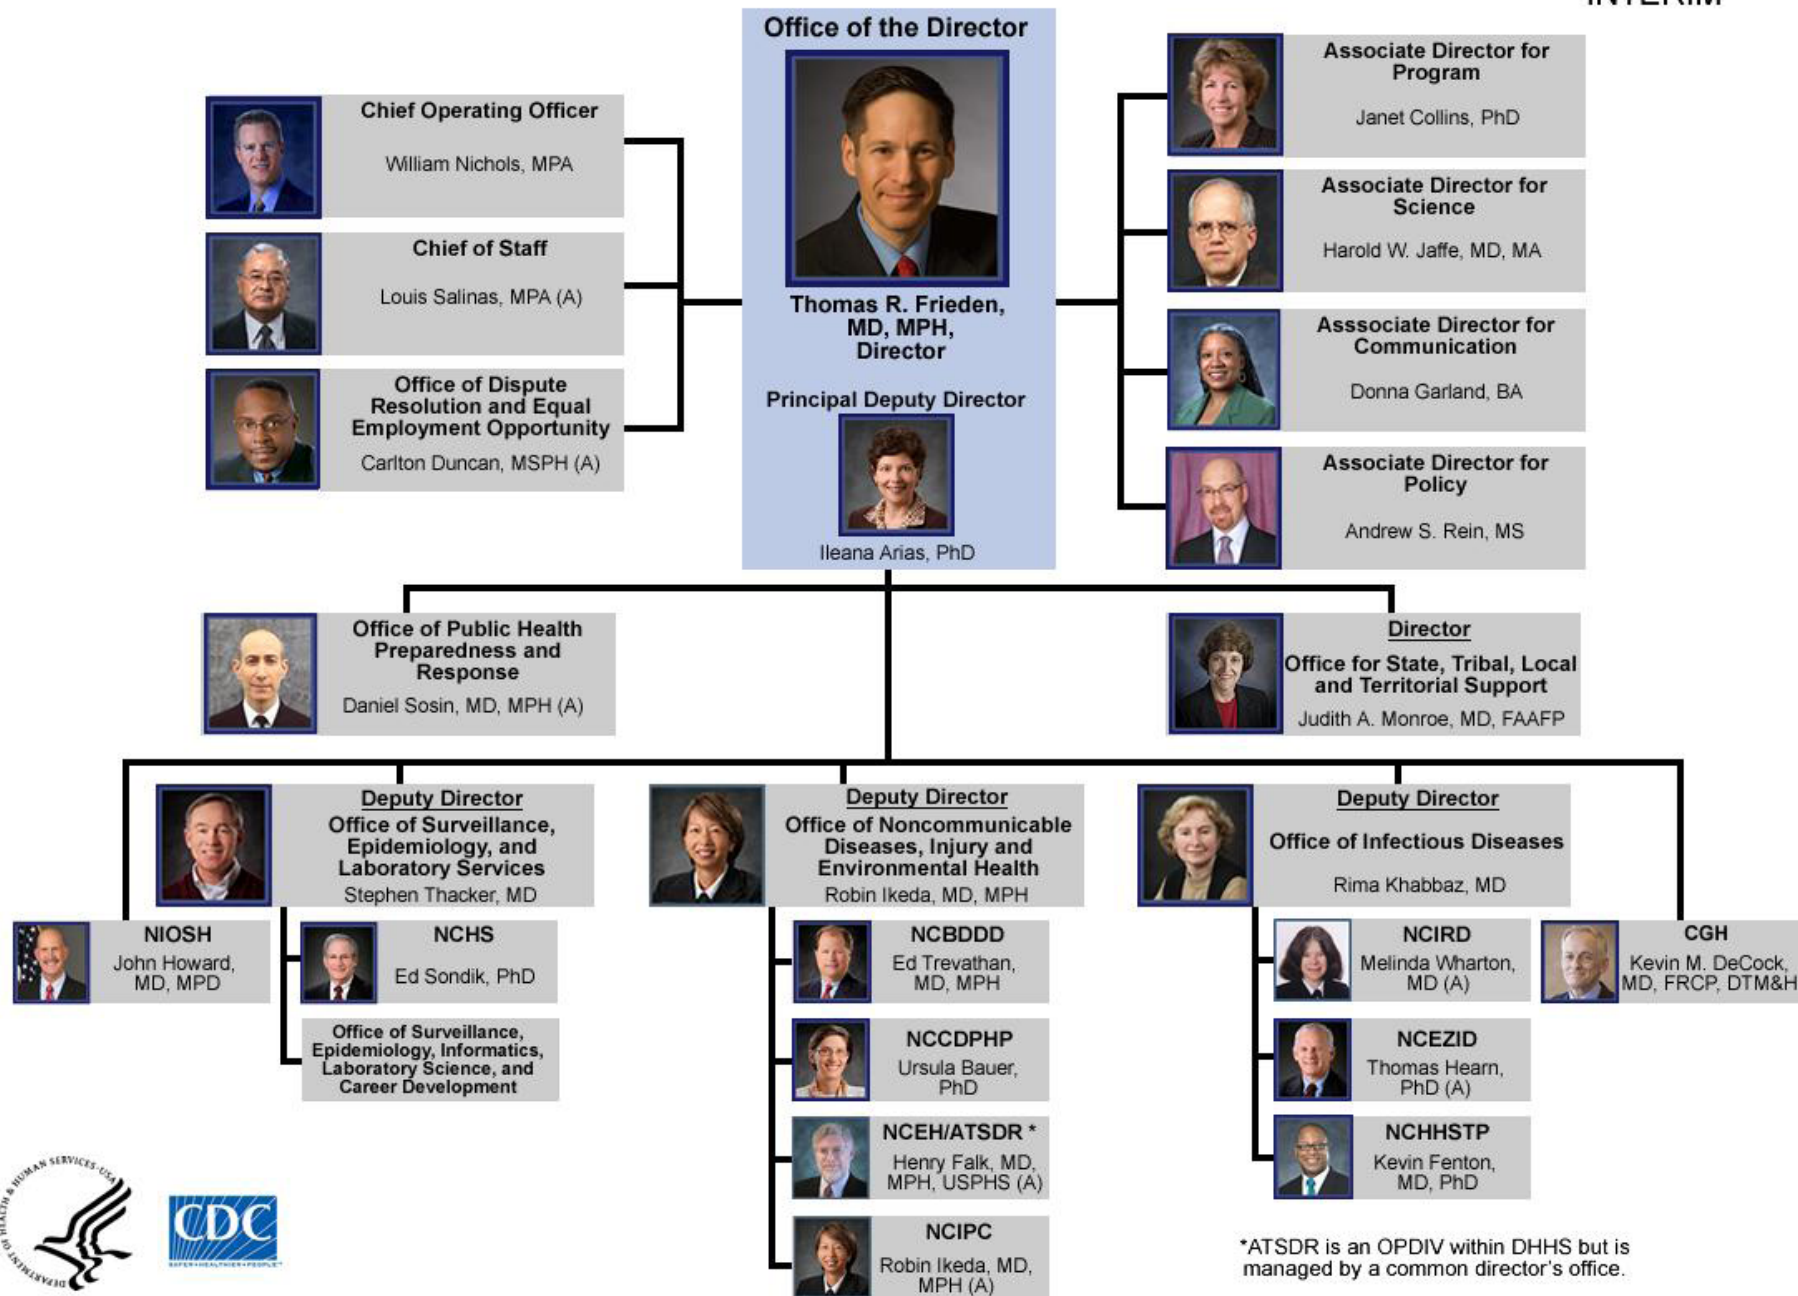 INTERIM
Office of the Director
Thomas R. Frieden,
MD, MPH,
Director
Principal Deputy Director
Ileana Arias, PhD
Chief Operating Officer
William Nichols, MPA
Chief of Staff
Louis Salinas, MPA (A)
Office of Dispute
Resolution and Equal
Employment Opportunity
Carlton Duncan, MSPH (A)
Associate Director for
Program
Janet Collins, PhD
Associate Director for
Science
Harold W. Jaffe, MD, MA
Asssociate Director for
Communication
Donna Garland, BA
Associate Director for
Policy
Andrew S. Rein, MS
Office of Public Health
Preparedness and
Response
Daniel Sosin, MD, MPH (A)
Director
Office for State, Tribal, Local
and Territorial Support
Judith A. Monroe, MD, FAAFP
Deputy Director
Office of Surveillance,
Epidemiology, and
Laboratory Services
Stephen Thacker, MD
Deputy Director
Office of Noncommunicable
Diseases, Injury and
Environmental Health
Robin Ikeda, MD, MPH
Deputy Director
Office of Infectious Diseases
Rima Khabbaz, MD
NIOSH
John Howard,
MD, MPD
NCHS
Ed Sondik, PhD
Office of Surveillance,
Epidemiology, Informatics,
Laboratory Science, and
Career Development
NCBDDD
Ed Trevathan,
MD, MPH
NCCDPHP
Ursula Bauer,
PhD
NCEH/ATSDR *
Henry Falk, MD,
MPH, USPHS (A)
NCIPC
Robin Ikeda, MD,
MPH (A)
NCIRD
Melinda Wharton,
MD (A)
NCEZID
Thomas Hearn,
PhD (A)
NCHHSTP
Kevin Fenton,
MD, PhD
CGH
Kevin M. DeCock,
MD, FRCP, DTM&H
DEPARTMENT OF HEALTH & HUMAN SERVICES·USA
CDC
SAFER•HEALTHIER•PEOPLE™
*ATSDR is an OPDIV within DHHS but is
managed by a common director's office.